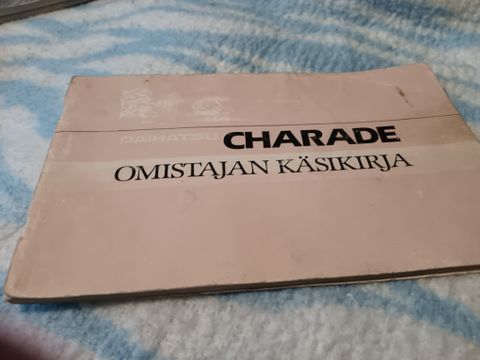 DAIHATSU CHARADE
OMISTAJAN KÄSIKIRJA